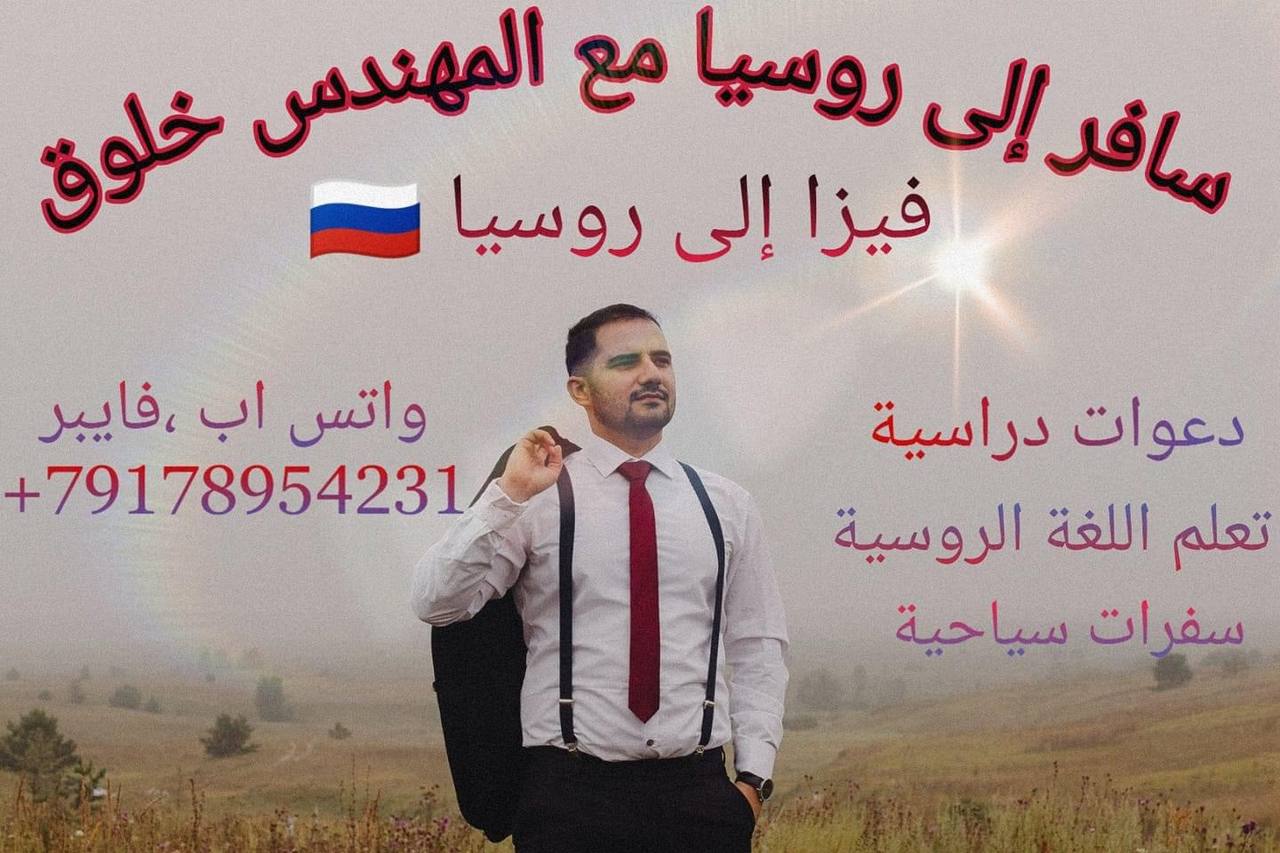 سافر إلى روسيا مع المهندس خلوق
فيزا إلى روسيا 🇷🇺
دعوات دراسية
تعلم اللغة الروسية
سفرات سياحية
واتس اب ،فايبر
+79178954231